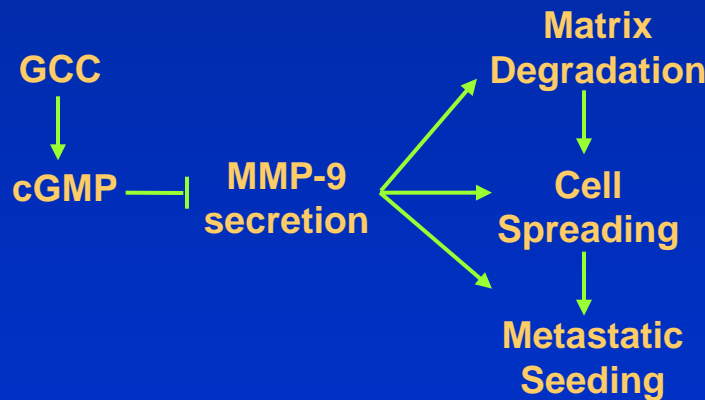 GCC
cGMP
MMP-9
secretion
Matrix
Degradation
Cell
Spreading
Metastatic
Seeding